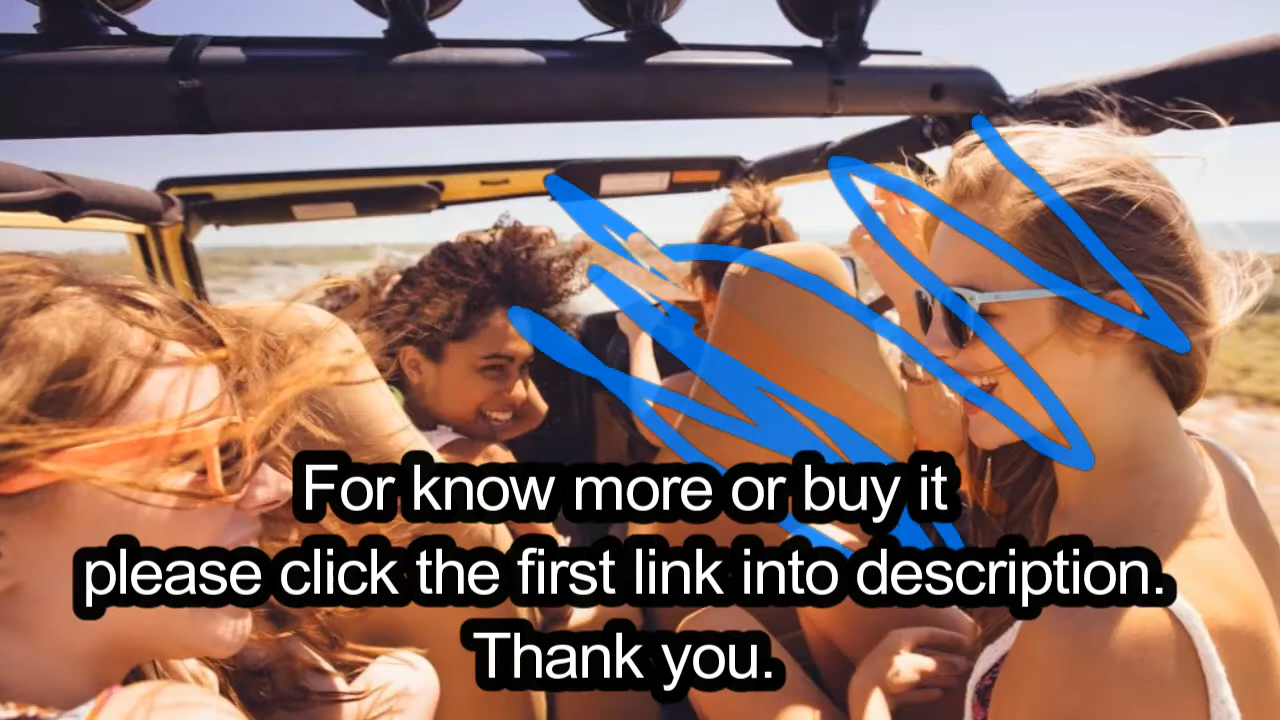 For know more or buy it
please click the first link into description.
Thank you.